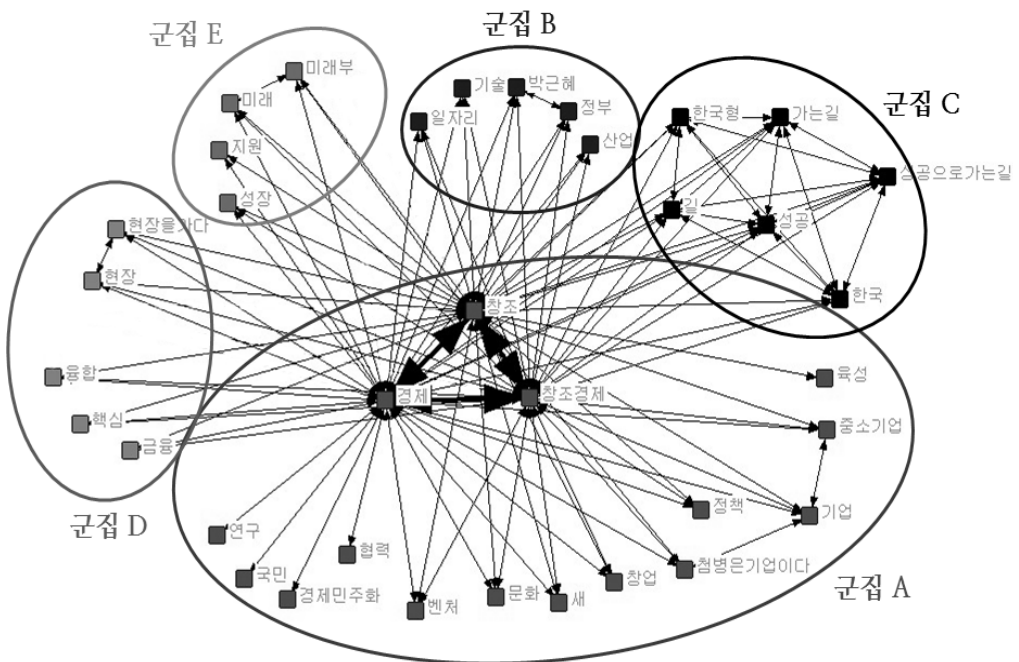 군집 E
미래부
미래
지원
성장
군집 B
기술
박근혜
일자리
정부
산업
군집 C
한국형
가는길
성공으로가는길
길
성공
한국
현장을가다
현장
융합
핵심
금융
군집 D
창조
경제
창조경제
육성
중소기업
정책
기업
연구
협력
국민
경제민주화
벤처
문화
새
창업
첨병은기업이다
군집 A